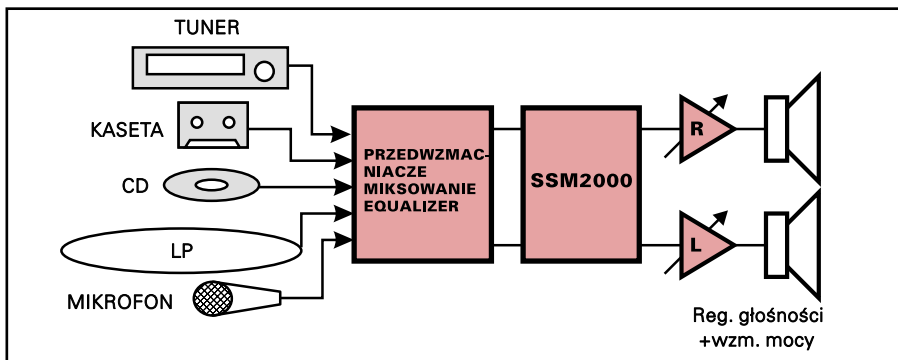 TUNER
KASETA
CD
LP
MIKROFON
PRZEDWZMAC-
NIACZE
MIKSOWANIE
EQUALIZER
SSM2000
R
L
Reg. głośności
+wzm. mocy